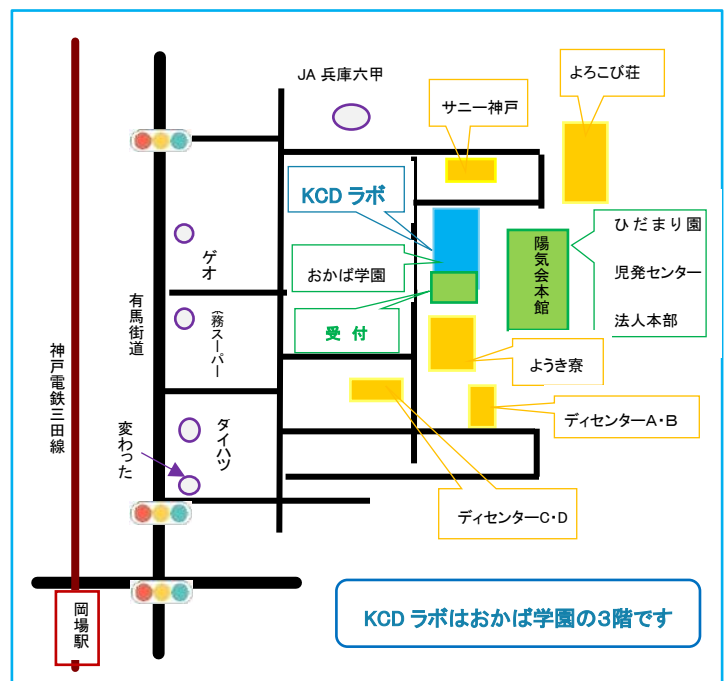 JA 兵庫六甲
よろこび荘
サニー神戸
KCD ラボ
ひだまり園
児発センター
法人本部
陽気会本館
おかば学園
受 付
ゲオ
有馬街道
(務スーパー
ようき寮
神戸電鉄三田線
ダイハツ
変わった
ディセンターA・B
ディセンターC・D
岡場駅
KCD ラボはおかば学園の3階です